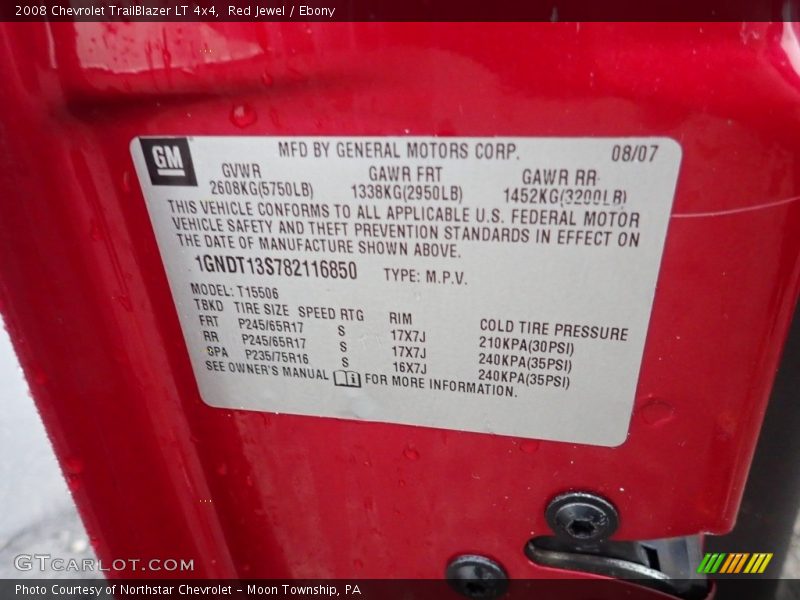 2008 Chevrolet TrailBlazer LT 4x4,  Red Jewel / Ebony
GM
MFD BY GENERAL MOTORS CORP.
08/07
GVWR GAWR FRT GAWR RR
2608KG(5750LB) 1338KG(2950LB) 1452KG(3200LB)
THIS VEHICLE CONFORMS TO ALL APPLICABLE U.S. FEDERAL MOTOR
VEHICLE SAFETY AND THEFT PREVENTION STANDARDS IN EFFECT ON
THE DATE OF MANUFACTURE SHOWN ABOVE.
1GNDT13S782116850 TYPE: M.P.V.
MODEL: T15506
TBKD TIRE SIZE SPEED RTG RIM COLD TIRE PRESSURE
FRT P245/65R17 S 17X7J 210KPA(30PSI)
RR P245/65R17 S 17X7J 240KPA(35PSI)
GPA P235/75R16 S 16X7J 240KPA(35PSI)
SEE OWNER'S MANUAL FOR MORE INFORMATION.
GTCARLOT.COM
Photo Courtesy of Northstar Chevrolet - Moon Township, PA